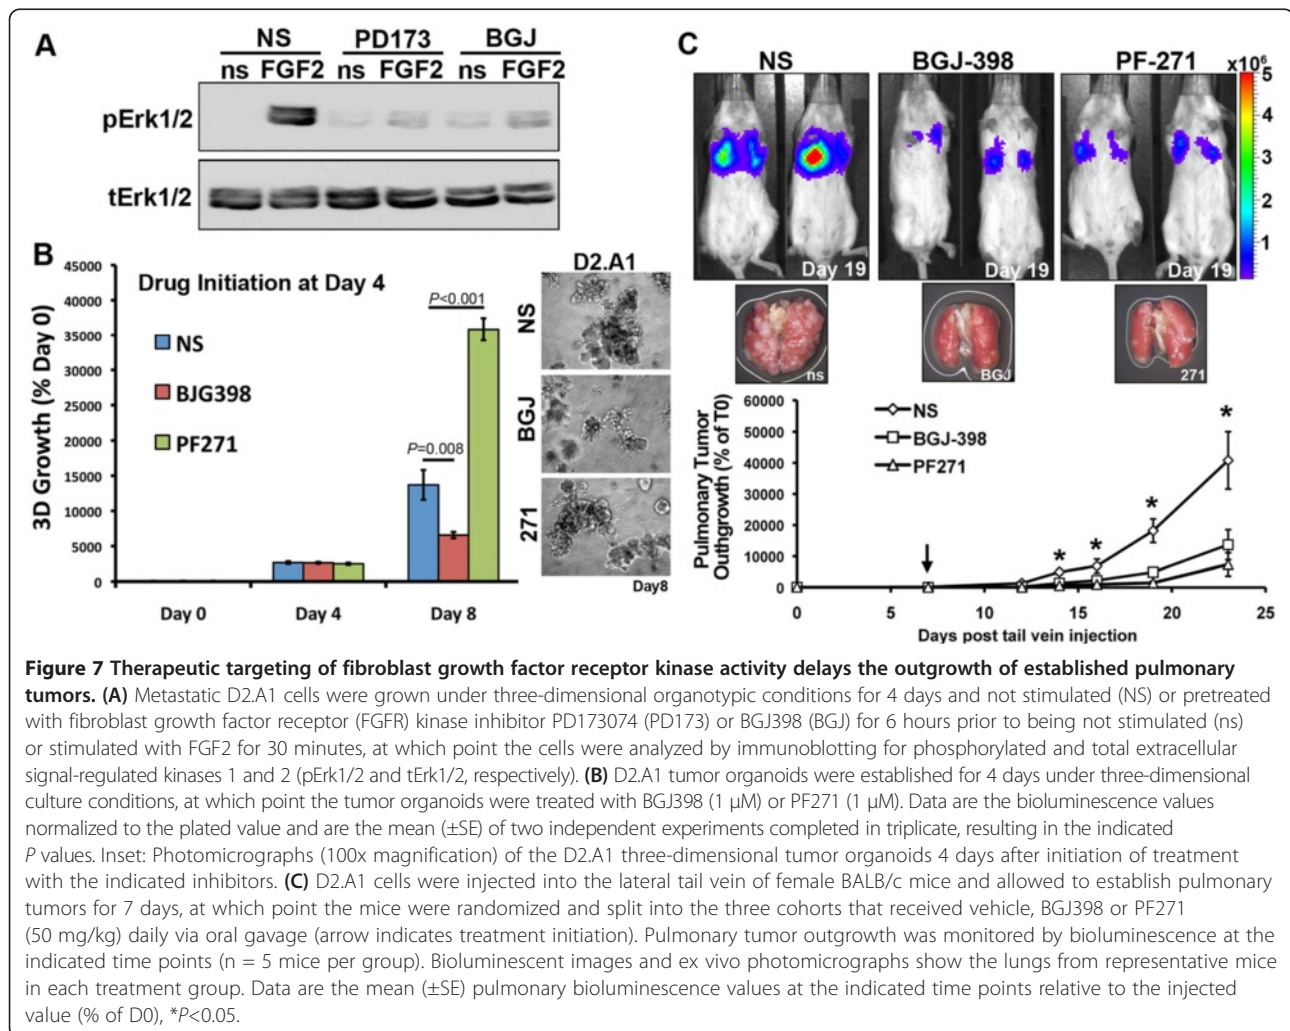 A
NS PD173 BGJ
ns FGF2 ns FGF2 ns FGF2
pErk1/2
tErk1/2
B
45000
40000
35000
30000
25000
20000
15000
10000
5000
0
3D Growth (% Day 0)
Drug Initiation at Day 4
NS
BJG398
PF271
P<0.001
P=0.008
Day 0 Day 4 Day 8
D2.A1
NS
BGJ
271
Day8
C
NS BGJ-398 PF-271 x10⁶
5
4
3
2
1
Day 19 Day 19 Day 19
ns BGJ 271
60000
50000
40000
30000
20000
10000
0
Pulmonary Tumor
Outhgrowth (% of T0)
NS
BGJ-398
PF271
* * * *
0 5 10 15 20 25
Days post tail vein injection
Figure 7 Therapeutic targeting of fibroblast growth factor receptor kinase activity delays the outgrowth of established pulmonary
tumors. (A) Metastatic D2.A1 cells were grown under three-dimensional organotypic conditions for 4 days and not stimulated (NS) or pretreated
with fibroblast growth factor receptor (FGFR) kinase inhibitor PD173074 (PD173) or BGJ398 (BGJ) for 6 hours prior to being not stimulated (ns)
or stimulated with FGF2 for 30 minutes, at which point the cells were analyzed by immunoblotting for phosphorylated and total extracellular
signal-regulated kinases 1 and 2 (pErk1/2 and tErk1/2, respectively). (B) D2.A1 tumor organoids were established for 4 days under three-dimensional
culture conditions, at which point the tumor organoids were treated with BGJ398 (1 μM) or PF271 (1 μM). Data are the bioluminescence values
normalized to the plated value and are the mean (±SE) of two independent experiments completed in triplicate, resulting in the indicated
P values. Inset: Photomicrographs (100x magnification) of the D2.A1 three-dimensional tumor organoids 4 days after initiation of treatment
with the indicated inhibitors. (C) D2.A1 cells were injected into the lateral tail vein of female BALB/c mice and allowed to establish pulmonary
tumors for 7 days, at which point the mice were randomized and split into the three cohorts that received vehicle, BGJ398 or PF271
(50 mg/kg) daily via oral gavage (arrow indicates treatment initiation). Pulmonary tumor outgrowth was monitored by bioluminescence at the
indicated time points (n = 5 mice per group). Bioluminescent images and ex vivo photomicrographs show the lungs from representative mice
in each treatment group. Data are the mean (±SE) pulmonary bioluminescence values at the indicated time points relative to the injected
value (% of D0), *P<0.05.